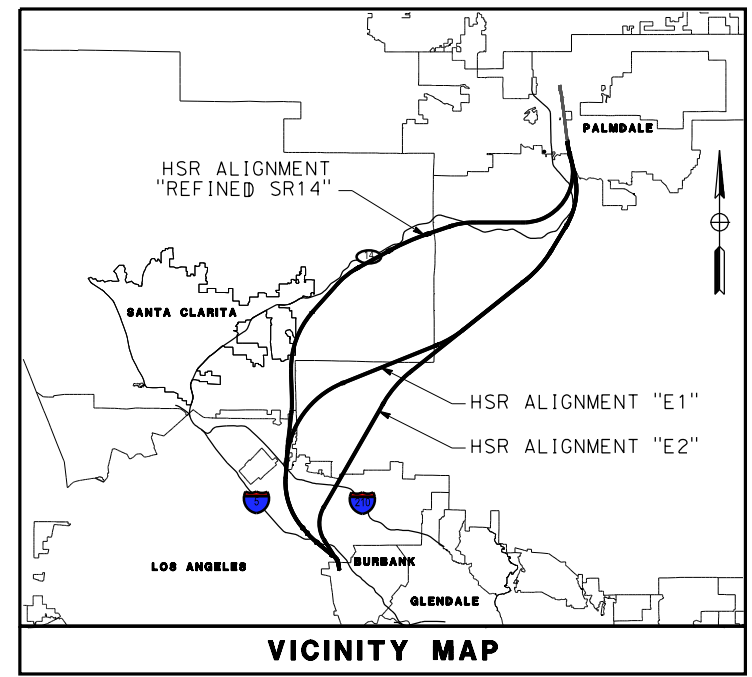 PALMDALE
HSR ALIGNMENT
"REFINED SR14"
14
SANTA CLARITA
HSR ALIGNMENT "E1"
HSR ALIGNMENT "E2"
5
210
LOS ANGELES
BURBANK
GLENDALE
VICINITY MAP